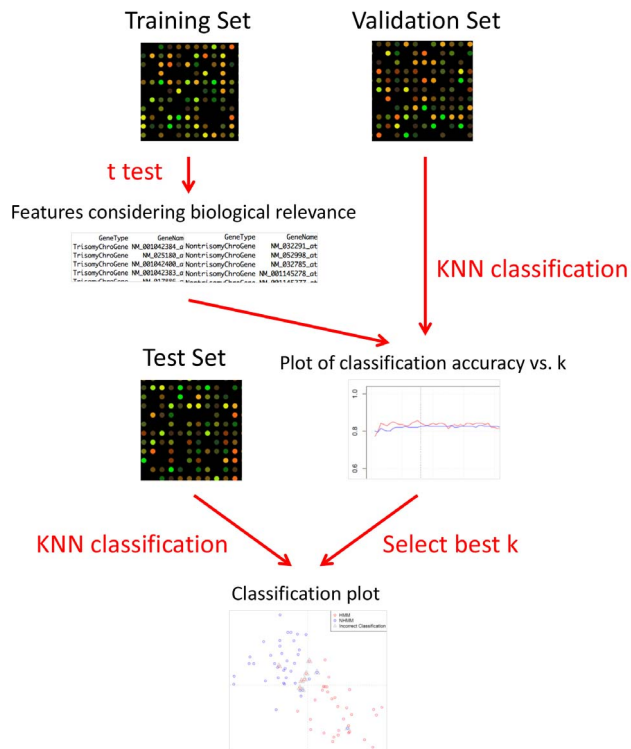 Training Set
Validation Set
t test
Features considering biological relevance
GeneType GeneNam GeneType GeneName
TrisomyChroGene NM_001042384_a NontrisomyChroGene NM_032291_at
TrisomyChroGene NM_025180_a NontrisomyChroGene NM_052998_at
TrisomyChroGene NM_001042400_a NontrisomyChroGene NM_032785_at
TrisomyChroGene NM_001042383_a NontrisomyChroGene NM_001145278_at
KNN classification
Test Set
Plot of classification accuracy vs. k
1.0
0.8
0.6
KNN classification
Select best k
Classification plot
HMM
NHMM
Incorrect Classification